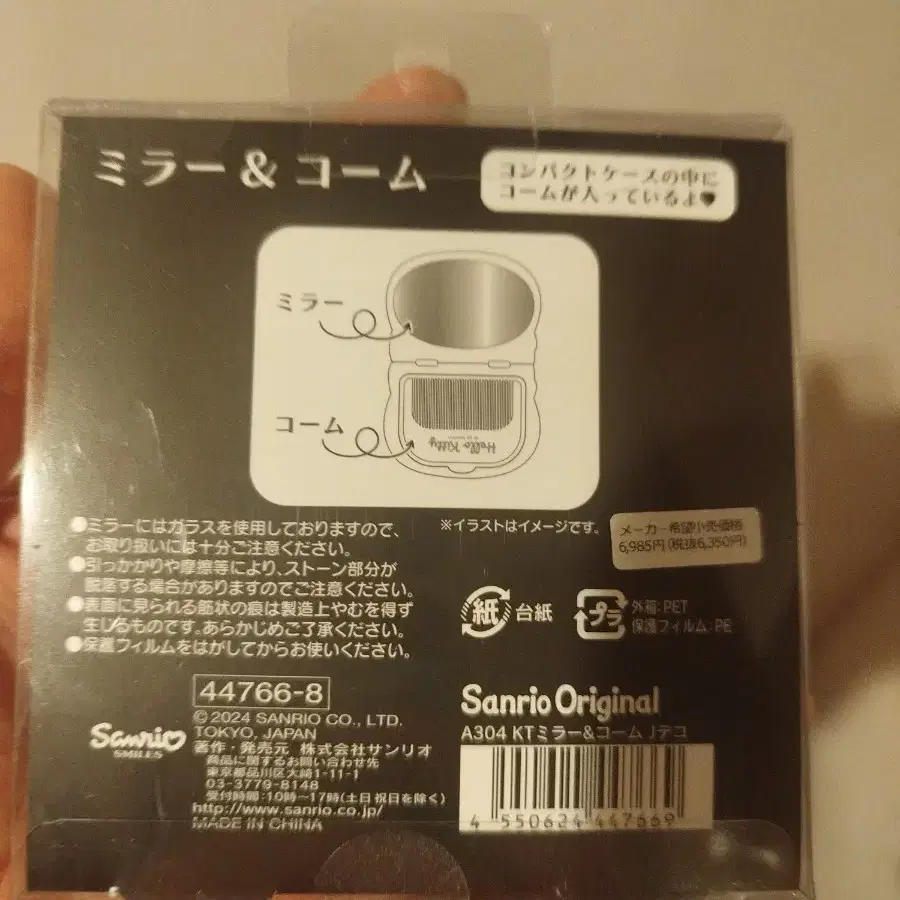 ミラー&コーム
コンパクトケースの中に
コームが入っているよ♥
ミラー
コーム
Hello Kitty
●ミラーにはガラスを使用しておりますので、
お取り扱いには十分ご注意ください。
●引っかかりや摩擦等により、ストーン部分が
脱落する場合がありますのでご注意ください。
●表面に見られる筋状の痕は製造上やむを得ず
生じるものです。あらかじめご了承ください。
●保護フィルムをはがしてからお使いください。
※イラストはイメージです。
メーカー希望小売価格
6,985円(税抜6,350円)
紙 台紙
プラ
外箱:PET
保護フィルム:PE
44766-8
©2024 SANRIO CO., LTD.
TOKYO, JAPAN
著作・発売元 株式会社サンリオ
商品に関するお問い合わせ先
東京都品川区大崎1-11-1
03-3779-8148
受付時間:10時〜17時(土日祝日を除く)
http://www.sanrio.co.jp/
MADE IN CHINA
Sanrio
SMILES
Sanrio Original
A304 KTミラー&コーム Jデコ
4 550624 447669